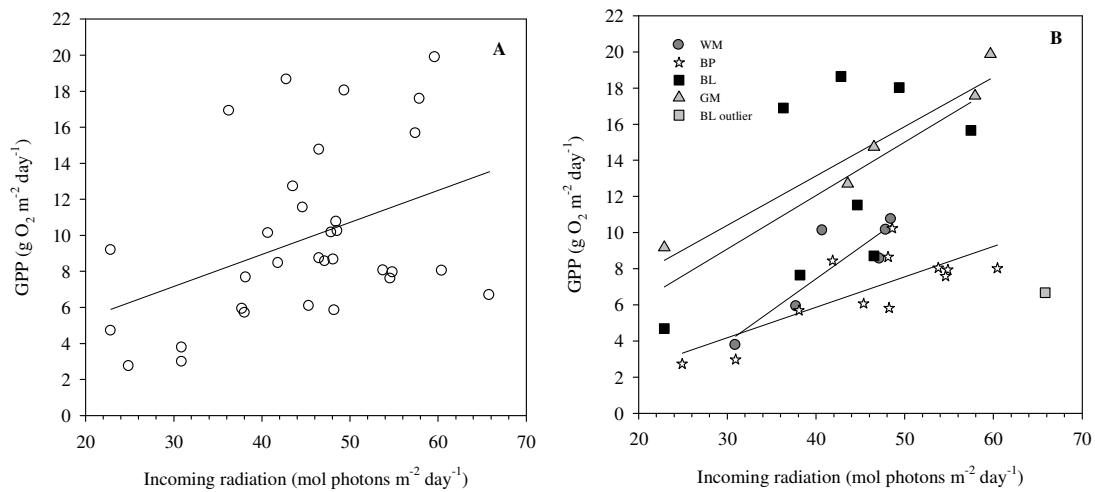 A
22
20
18
16
14
12
10
8
6
4
2
0
GPP (g O₂ m⁻² day⁻¹)
20 30 40 50 60 70
Incoming radiation (mol photons m⁻² day⁻¹)
B
WM
BP
BL
GM
BL outlier
22
20
18
16
14
12
10
8
6
4
2
0
GPP (g O₂ m⁻² day⁻¹)
20 30 40 50 60 70
Incoming radiation (mol photons m⁻² day⁻¹)